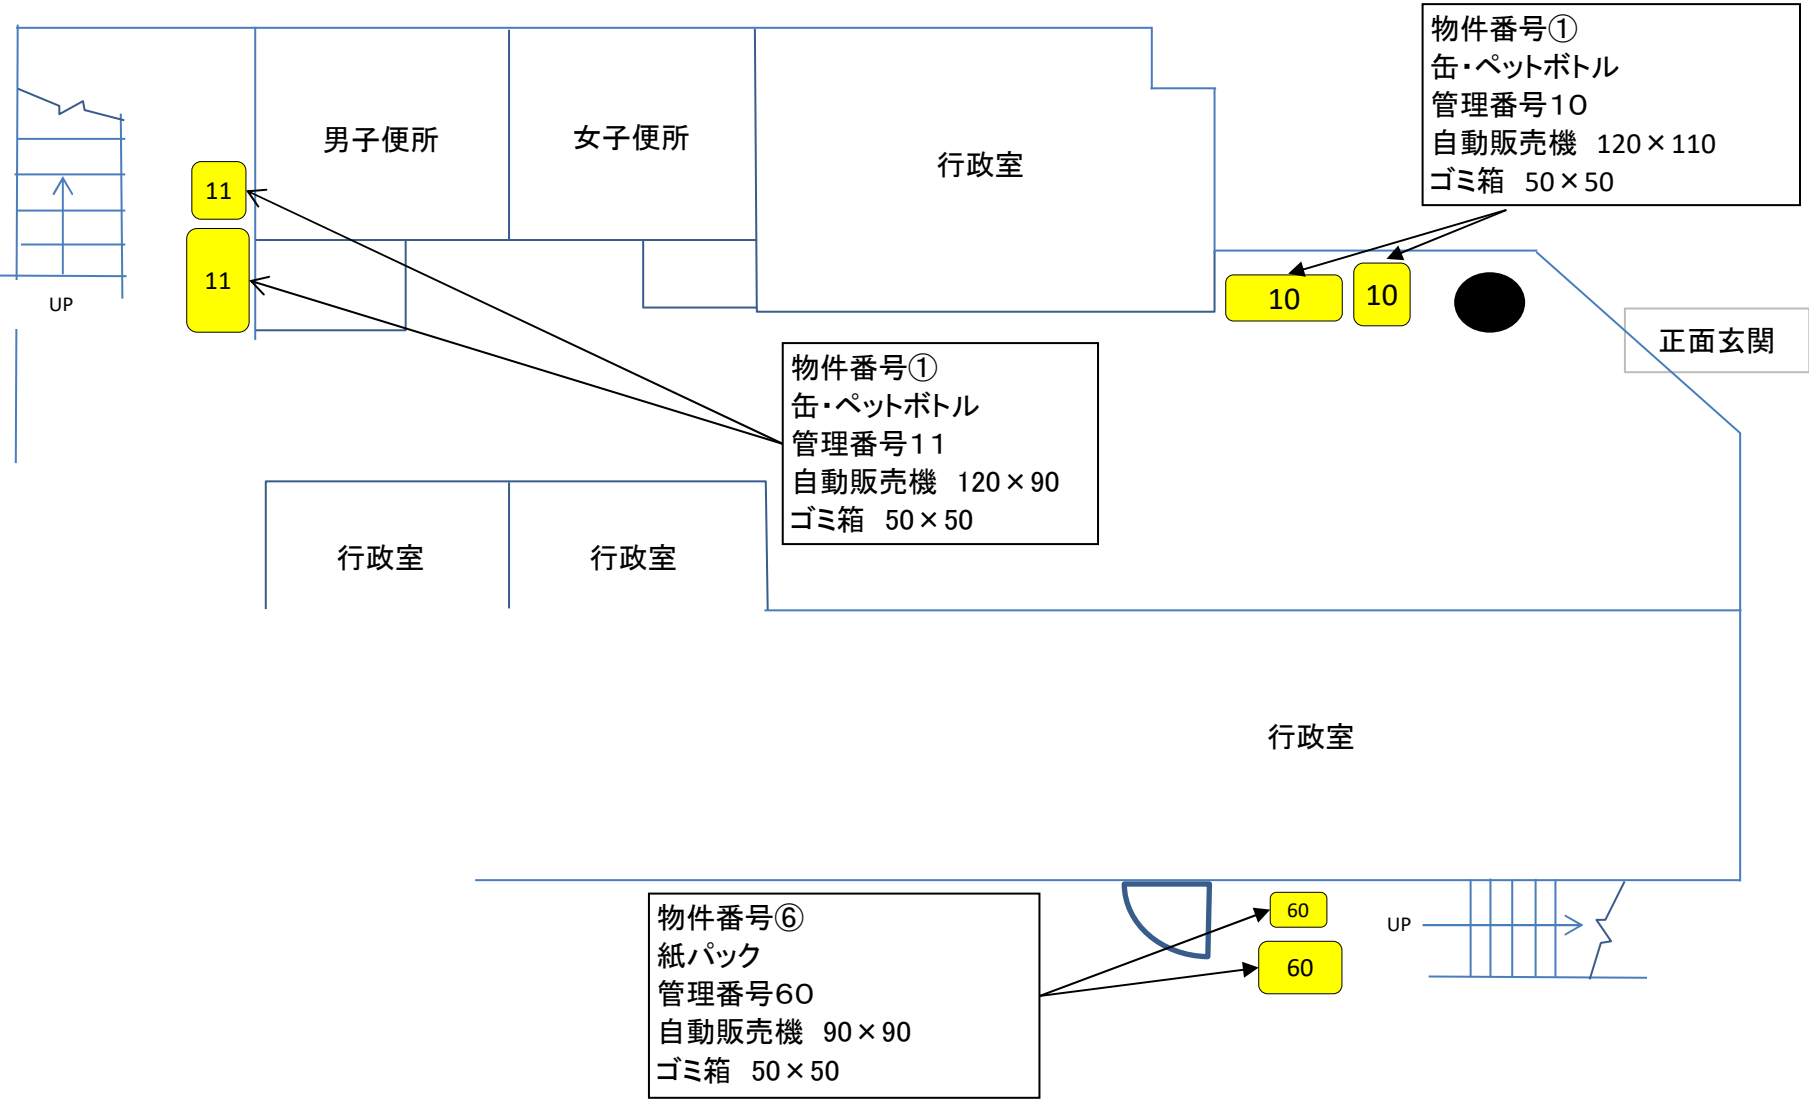 物件番号①
缶・ペットボトル
管理番号１０
自動販売機　120×110
ゴミ箱　50×50
男子便所
女子便所
行政室
11
11
UP
10
10
正面玄関
物件番号①
缶・ペットボトル
管理番号１１
自動販売機　120×90
ゴミ箱　50×50
行政室
行政室
行政室
物件番号⑥
紙パック
管理番号６０
自動販売機　90×90
ゴミ箱　50×50
60
60
UP